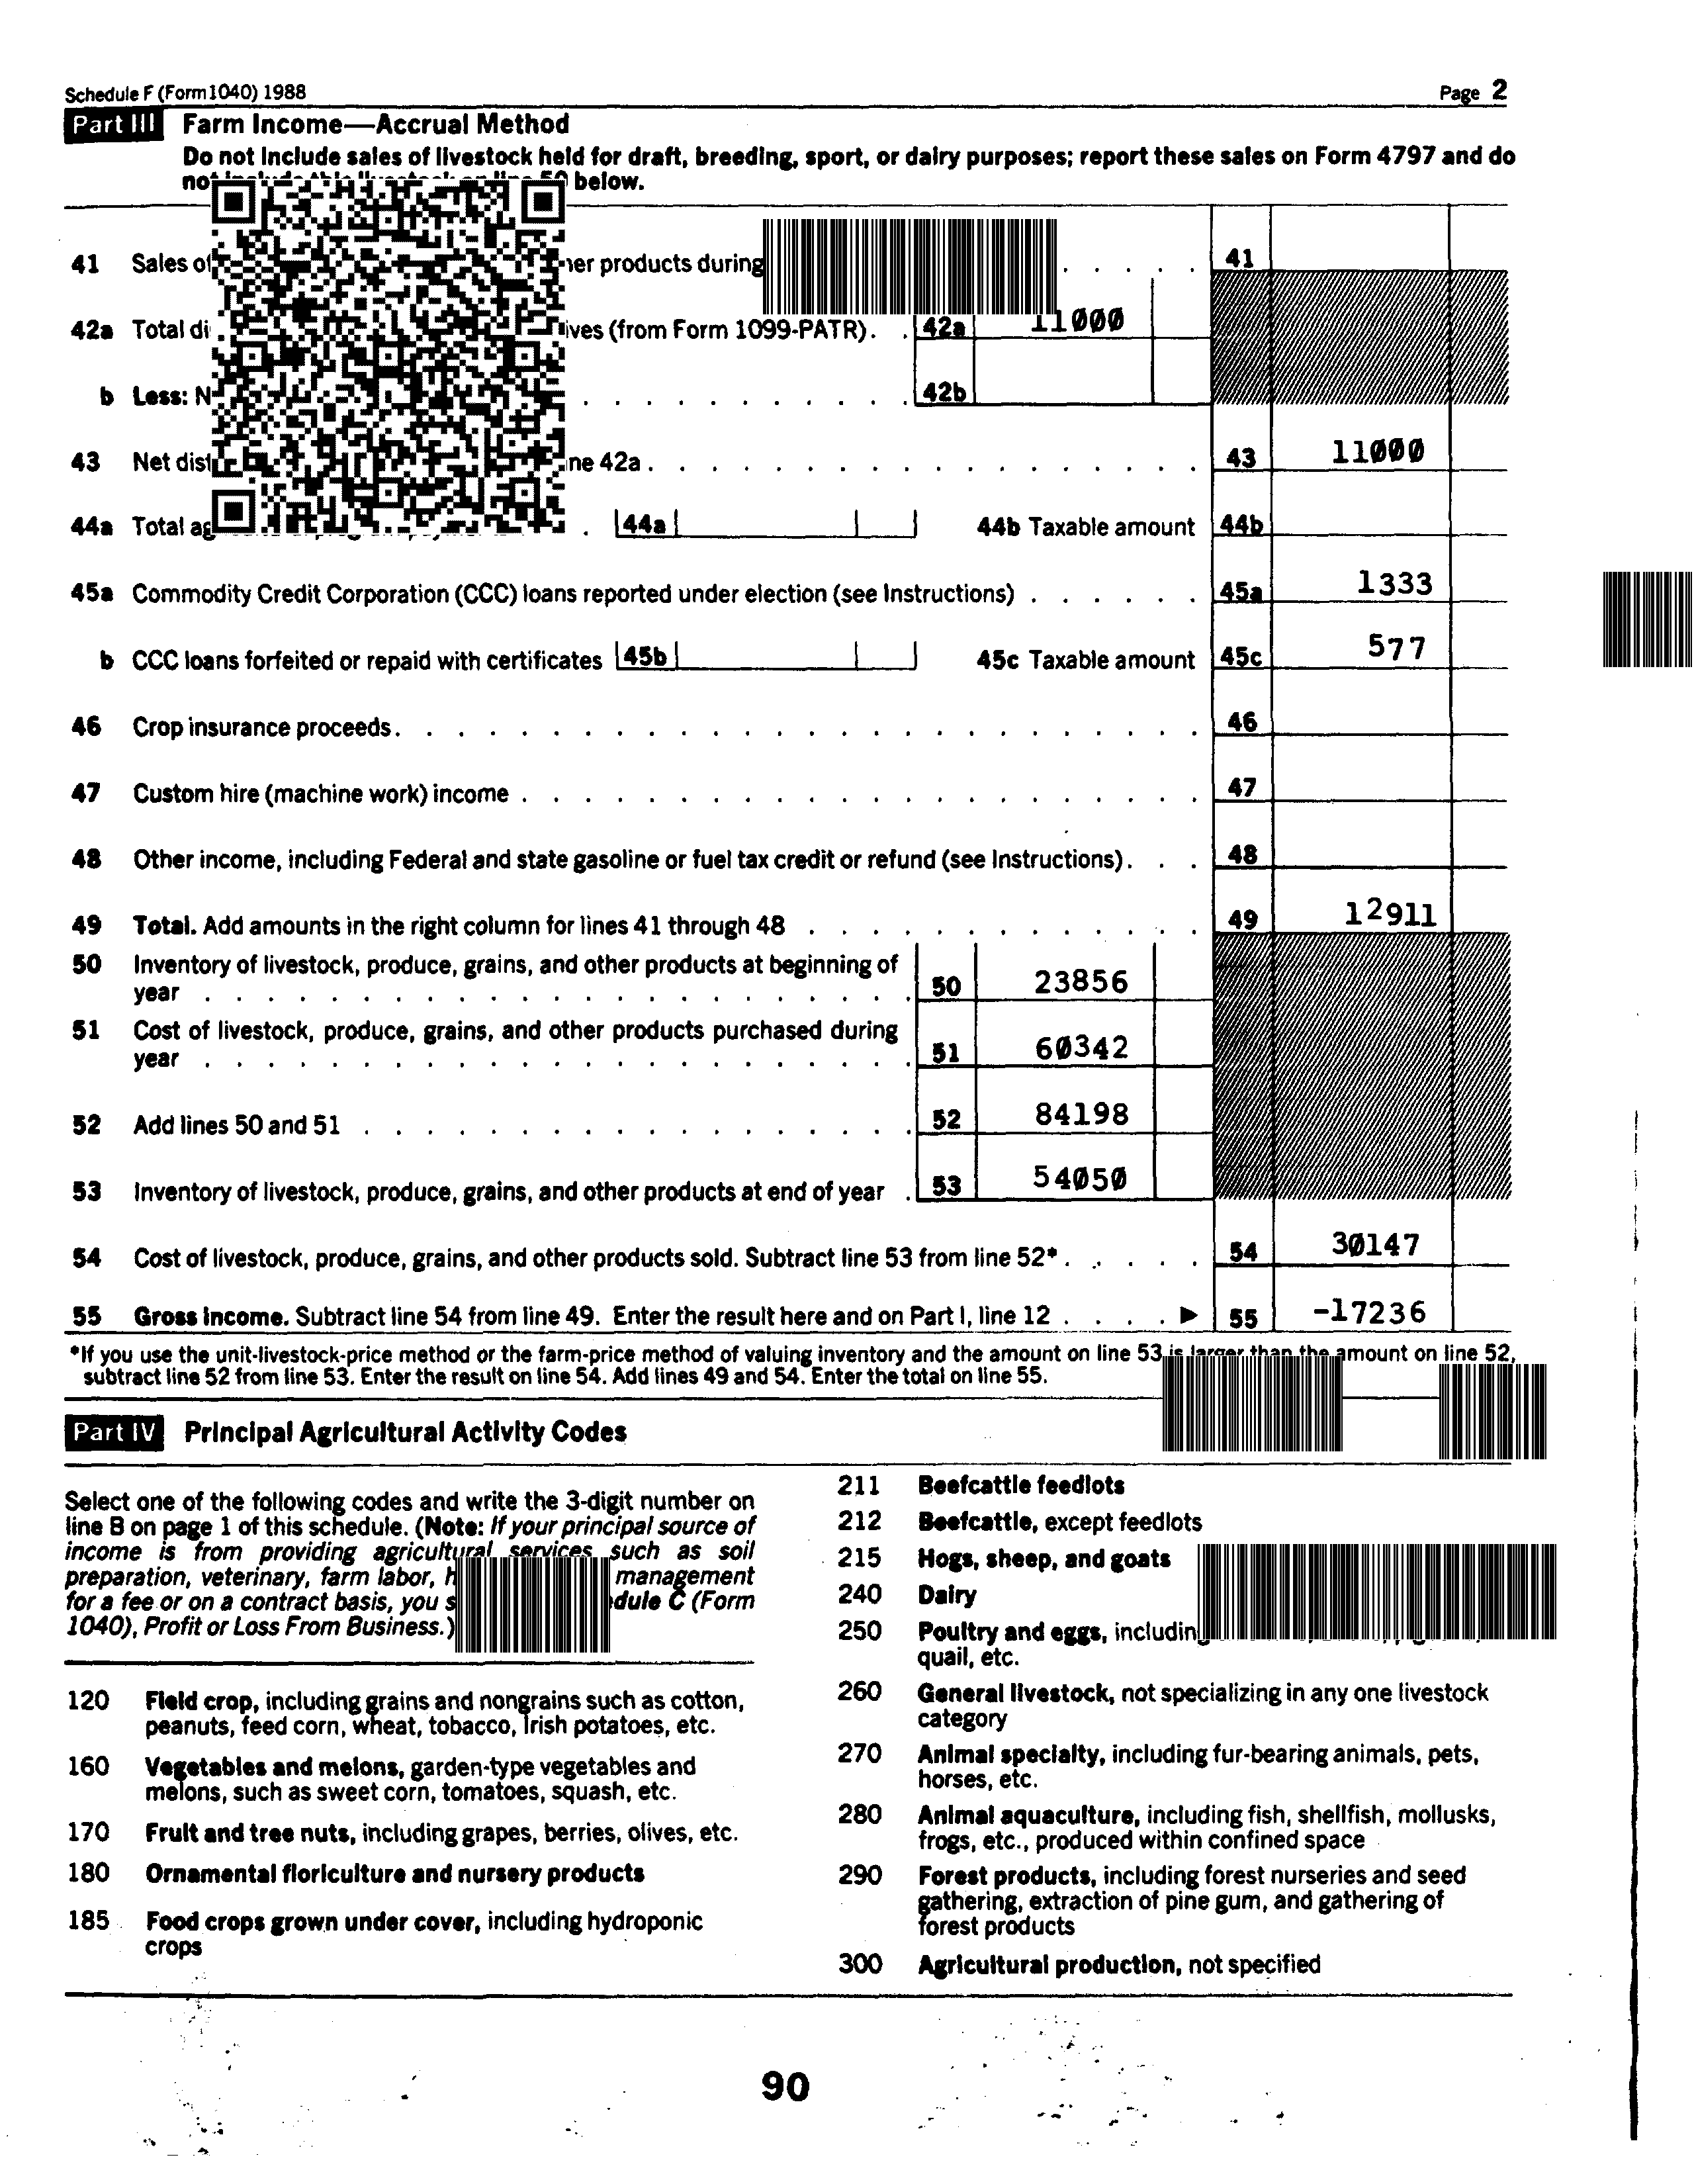 Schedule F (Form 1040) 1988 Page 2
Part III Farm Income—Accrual Method
Do not include sales of livestock held for draft, breeding, sport, or dairy purposes; report these sales on Form 4797 and do
below.
41 Sales of products during . . . . . 41
42a Total ives (from Form 1099-PATR). . 42a 11000
b Less: . . . . . . . . . . . 42b
43 Net 42a . . . . . . . . . . . . . . . . . . 43 11000
44a Total . 44a 44b Taxable amount 44b
45a Commodity Credit Corporation (CCC) loans reported under election (see Instructions) . . . . . . 45a 1333
b CCC loans forfeited or repaid with certificates 45b 45c Taxable amount 45c 577
46 Crop insurance proceeds. . . . . . . . . . . . . . . . . . . . . . . . . . 46
47 Custom hire (machine work) income . . . . . . . . . . . . . . . . . . . . . . 47
48 Other income, including Federal and state gasoline or fuel tax credit or refund (see Instructions). . . 48
49 Total. Add amounts in the right column for lines 41 through 48 . . . . . . . . . . . . . 49 12911
50 Inventory of livestock, produce, grains, and other products at beginning of
year . . . . . . . . . . . . . . . . . . . . . . . 50 23856
51 Cost of livestock, produce, grains, and other products purchased during
year . . . . . . . . . . . . . . . . . . . . . . . 51 60342
52 Add lines 50 and 51 . . . . . . . . . . . . . . . . . . 52 84198
53 Inventory of livestock, produce, grains, and other products at end of year . 53 54050
54 Cost of livestock, produce, grains, and other products sold. Subtract line 53 from line 52* . . . . . 54 30147
55 Gross income. Subtract line 54 from line 49. Enter the result here and on Part I, line 12 . . . . ▶ 55 -17236
*If you use the unit-livestock-price method or the farm-price method of valuing inventory and the amount on line 53 is larger than the amount on line 52,
subtract line 52 from line 53. Enter the result on line 54. Add lines 49 and 54. Enter the total on line 55.
Part IV Principal Agricultural Activity Codes
Select one of the following codes and write the 3-digit number on
line B on page 1 of this schedule. (Note: If your principal source of
income is from providing agricultural services such as soil
preparation, veterinary, farm labor, management
for a fee or on a contract basis, you C (Form
1040), Profit or Loss From Business.)
120 Field crop, including grains and nongrains such as cotton,
peanuts, feed corn, wheat, tobacco, Irish potatoes, etc.
160 Vegetables and melons, garden-type vegetables and
melons, such as sweet corn, tomatoes, squash, etc.
170 Fruit and tree nuts, including grapes, berries, olives, etc.
180 Ornamental floriculture and nursery products
185 Food crops grown under cover, including hydroponic
crops
211 Beefcattle feedlots
212 Beefcattle, except feedlots
215 Hogs, sheep, and goats
240 Dairy
250 Poultry and eggs, including
quail, etc.
260 General livestock, not specializing in any one livestock
category
270 Animal specialty, including fur-bearing animals, pets,
horses, etc.
280 Animal aquaculture, including fish, shellfish, mollusks,
frogs, etc., produced within confined space
290 Forest products, including forest nurseries and seed
gathering, extraction of pine gum, and gathering of
forest products
300 Agricultural production, not specified
90